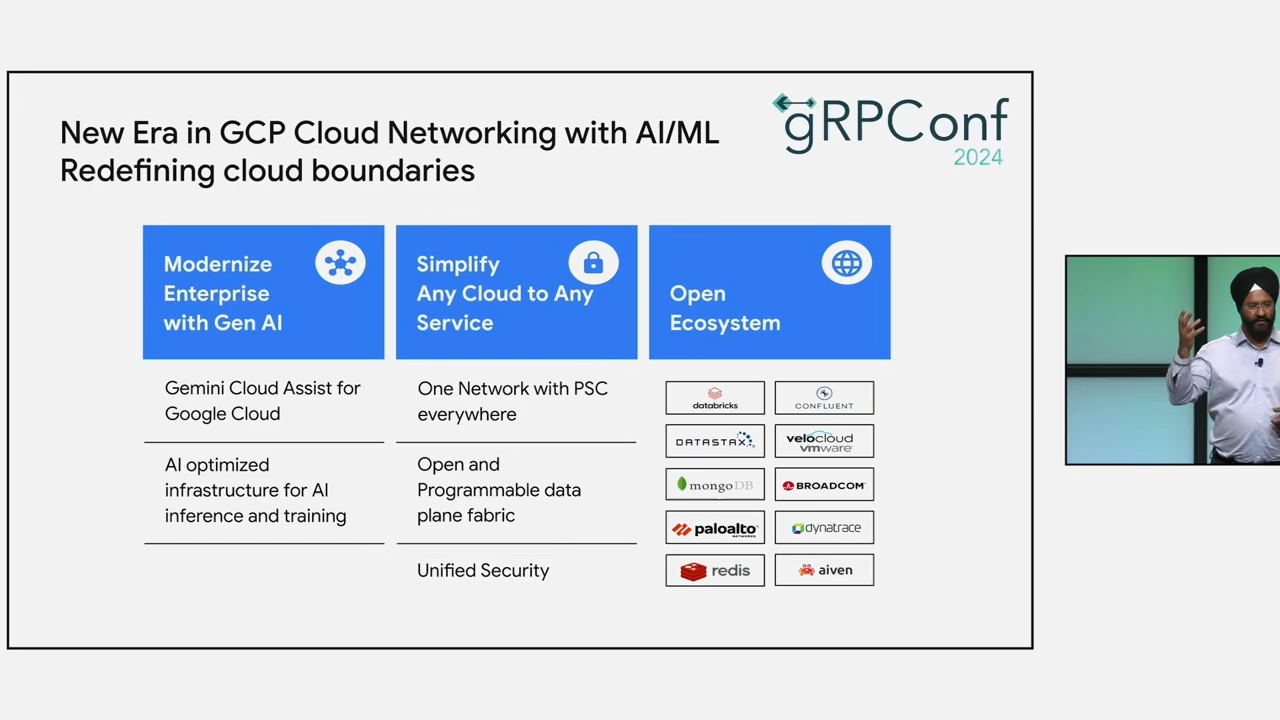 New Era in GCP Cloud Networking with AI/ML
Redefining cloud boundaries
gRPConf
2024
Modernize
Enterprise
with Gen AI
Simplify
Any Cloud to Any
Service
Open
Ecosystem
Gemini Cloud Assist for
Google Cloud
AI optimized
infrastructure for AI
inference and training
One Network with PSC
everywhere
Open and
Programmable data
plane fabric
Unified Security
databricks
CONFLUENT
DATASTAX
velocloud
vmware
mongoDB
BROADCOM
paloalto
NETWORKS
dynatrace
redis
aiven